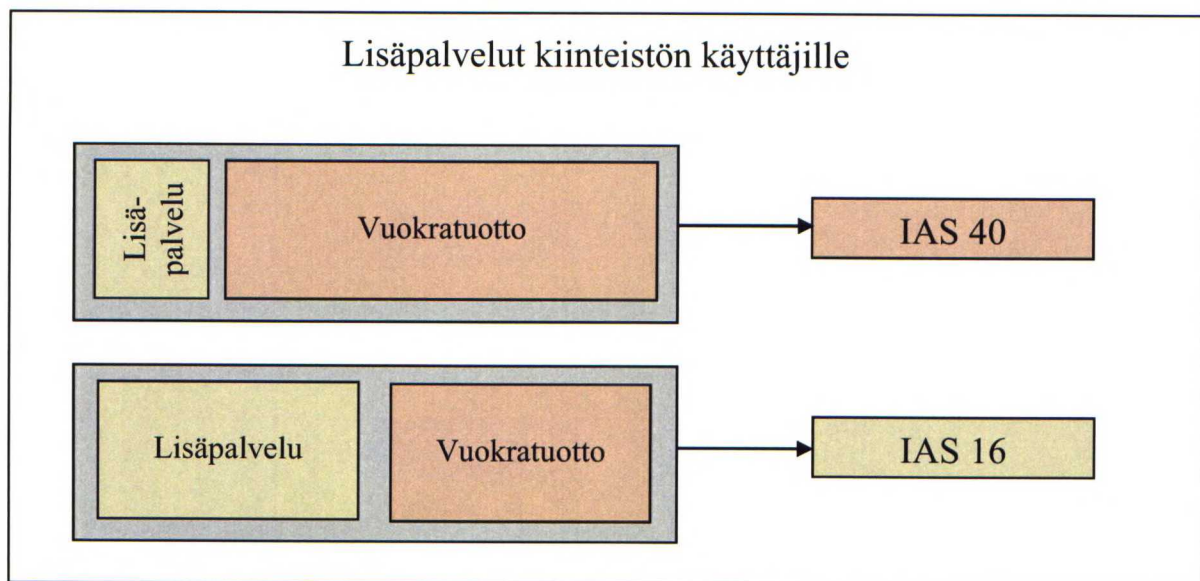 Lisäpalvelut kiinteistön käyttäjille
Lisä-
palvelu
Vuokratuotto
IAS 40
Lisäpalvelu
Vuokratuotto
IAS 16